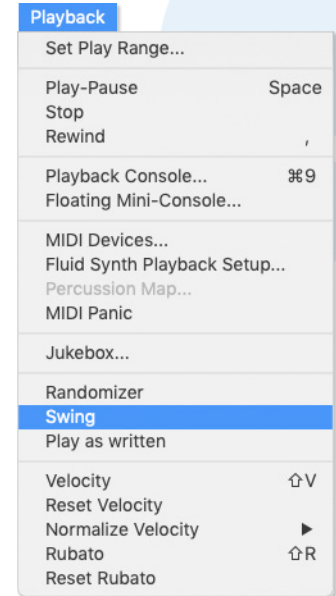 Playback
Set Play Range...
Play-Pause Space
Stop
Rewind ,
Playback Console... ⌘9
Floating Mini-Console...
MIDI Devices...
Fluid Synth Playback Setup...
Percussion Map...
MIDI Panic
Jukebox...
Randomizer
Swing
Play as written
Velocity ⇧V
Reset Velocity
Normalize Velocity ▶
Rubato ⇧R
Reset Rubato